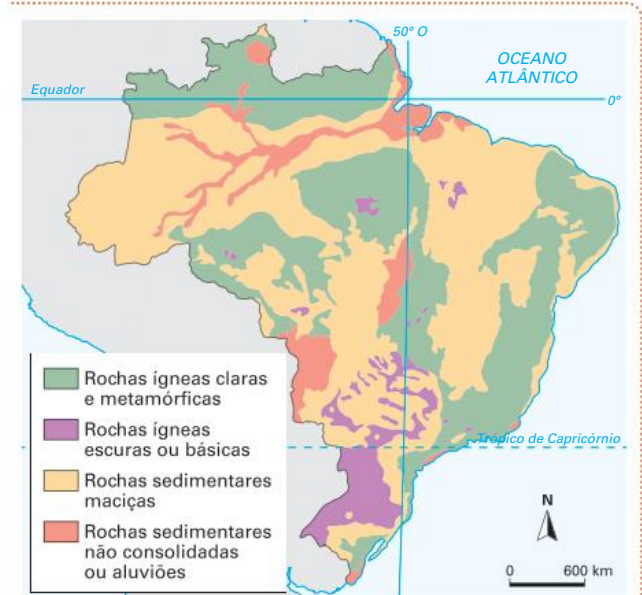 50° O
OCEANO
ATLÂNTICO
Equador
0°
Rochas ígneas claras
e metamórficas
Rochas ígneas
escuras ou básicas
Rochas sedimentares
maciças
Rochas sedimentares
não consolidadas
ou aluviões
Trópico de Capricórnio
N
0 600 km